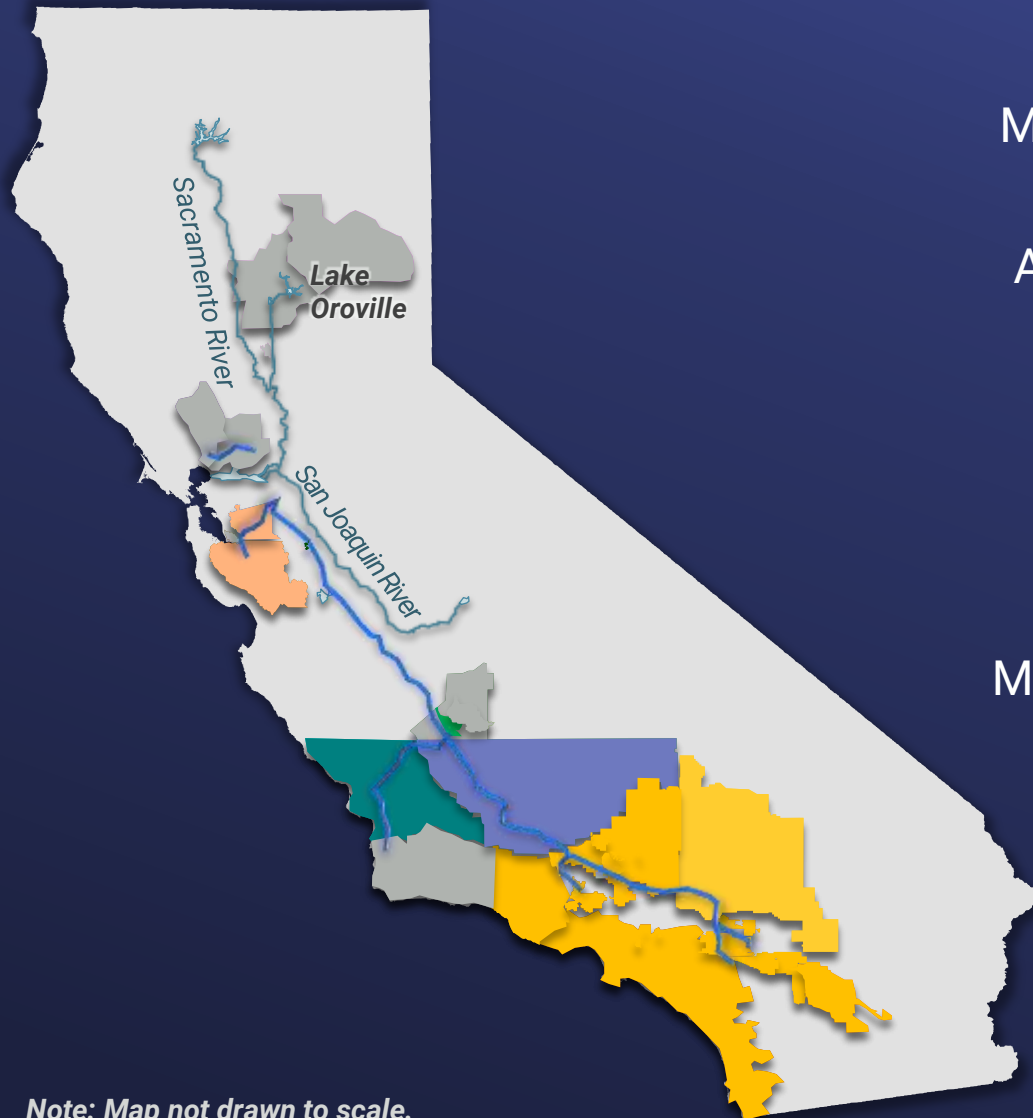 M
A
Sacramento River
Lake
Oroville
San Joaquin River
M
Note: Map not drawn to scale.